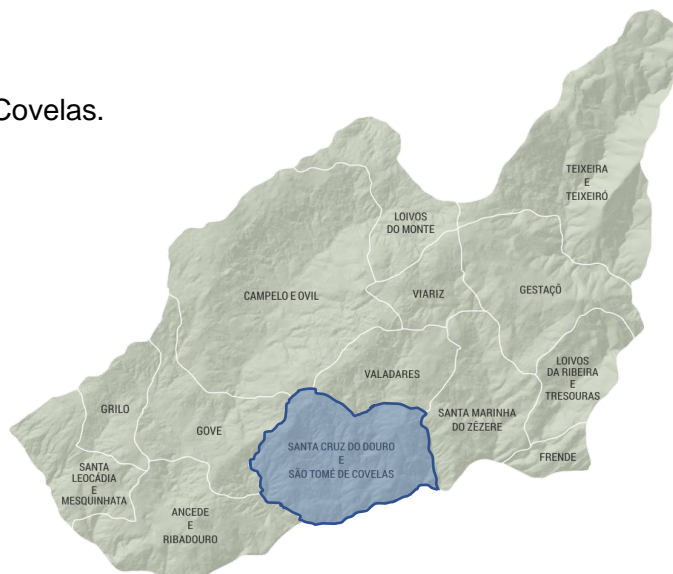 Covelas.
TEIXEIRA
E
TEIXEIRÓ
LOIVOS
DO MONTE
CAMPELO E OVIL
VIARIZ
GESTAÇÔ
LOIVOS
DA RIBEIRA
E
TRESOURAS
VALADARES
GRILO
GOVE
SANTA MARINHA
DO ZÊZERE
SANTA CRUZ DO DOURO
E
SÃO TOMÉ DE COVELAS
FRENDE
SANTA
LEOCÁDIA
E
MESQUINHATA
ANCEDE
E
RIBADOURO